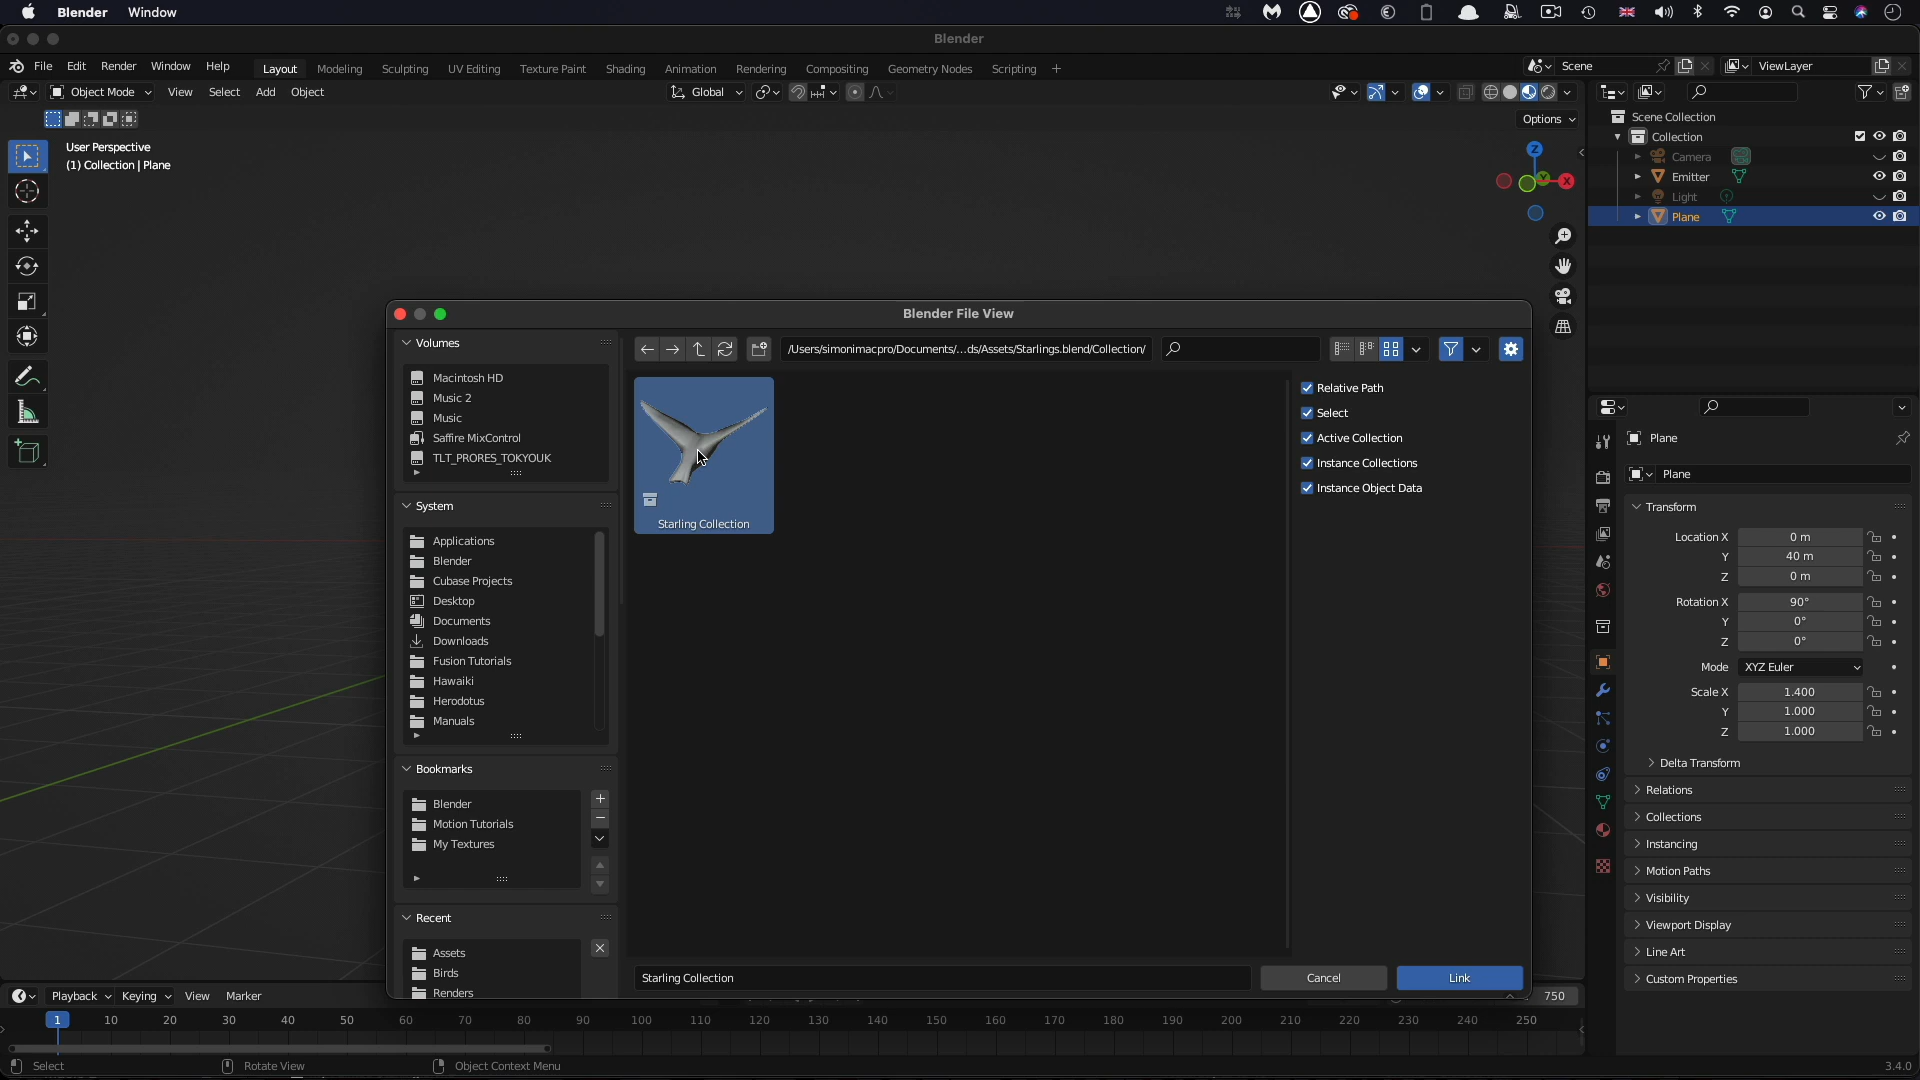 Blender Window
Blender
File Edit Render Window Help Layout Modeling Sculpting UV Editing Texture Paint Shading Animation Rendering Compositing Geometry Nodes Scripting + Scene ViewLayer
Object Mode View Select Add Object Global
Options
User Perspective
(1) Collection | Plane
Z
Y
X
Scene Collection
Collection
Camera
Emitter
Light
Plane
Blender File View
Volumes
Macintosh HD
Music 2
Music
Saffire MixControl
TLT_PRORES_TOKYOUK
System
Applications
Blender
Cubase Projects
Desktop
Documents
Downloads
Fusion Tutorials
Hawaiki
Herodotus
Manuals
Bookmarks
Blender
Motion Tutorials
My Textures
Recent
Assets
Birds
Renders
/Users/simonimacpro/Documents/...ds/Assets/Starlings.blend/Collection/
Starling Collection
Relative Path
Select
Active Collection
Instance Collections
Instance Object Data
Starling Collection
Cancel Link
Plane
Plane
Transform
Location X 0 m
Y 40 m
Z 0 m
Rotation X 90°
Y 0°
Z 0°
Mode XYZ Euler
Scale X 1.400
Y 1.000
Z 1.000
Delta Transform
Relations
Collections
Instancing
Motion Paths
Visibility
Viewport Display
Line Art
Custom Properties
Playback Keying View Marker 750
1 10 20 30 40 50 60 70 80 90 100 110 120 130 140 150 160 170 180 190 200 210 220 230 240 250
Select Rotate View Object Context Menu 3.4.0